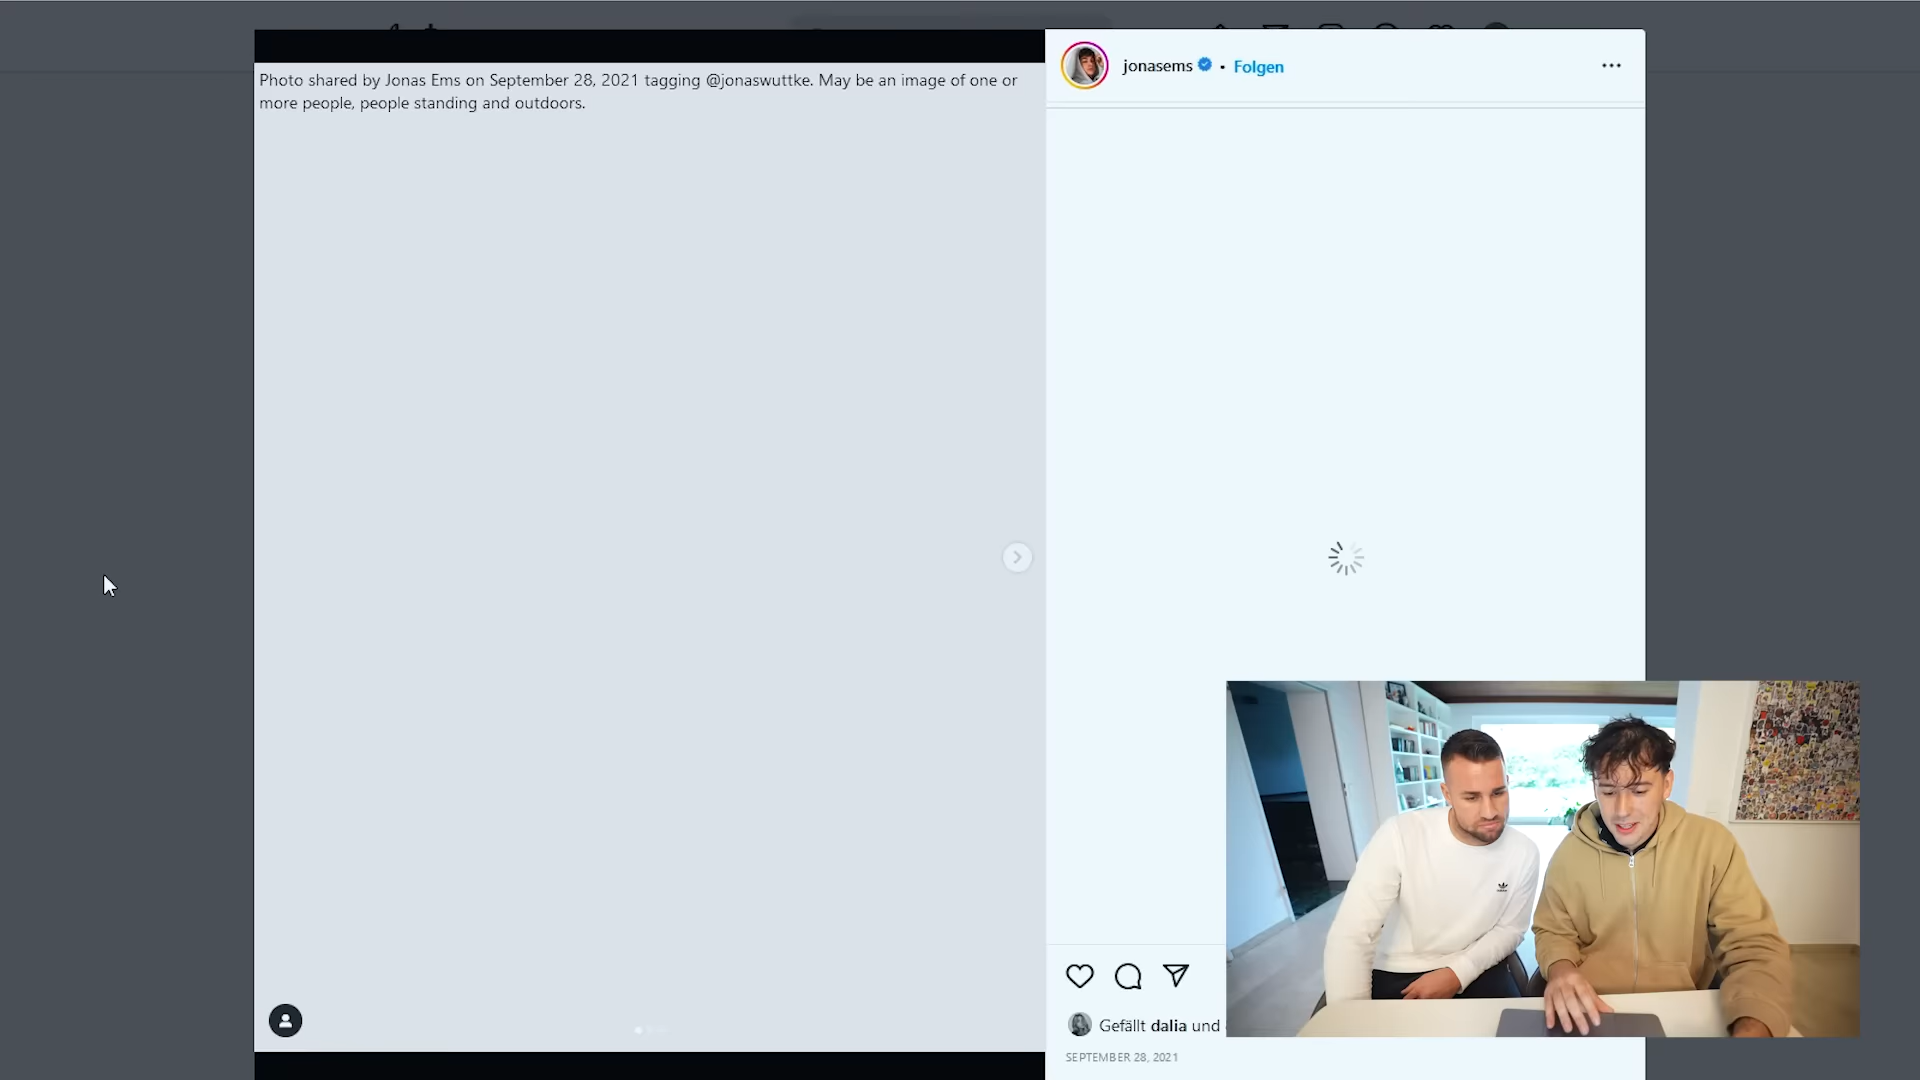 Photo shared by Jonas Ems on September 28, 2021 tagging @jonaswuttke. May be an image of one or
more people, people standing and outdoors.
jonasems • Folgen
Gefällt dalia und
SEPTEMBER 28, 2021